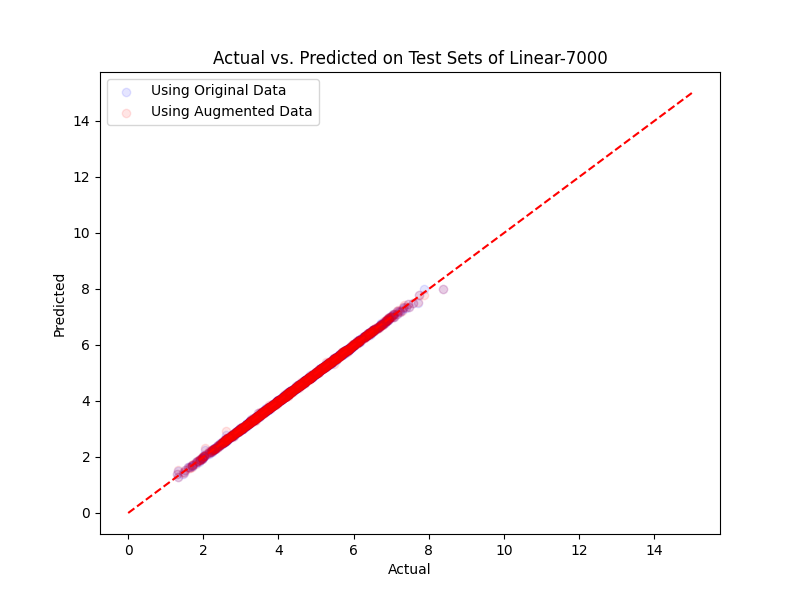 Actual vs. Predicted on Test Sets of Linear-7000
Using Original Data
Using Augmented Data
14
12
10
8
6
4
2
0
Predicted
0 2 4 6 8 10 12 14
Actual